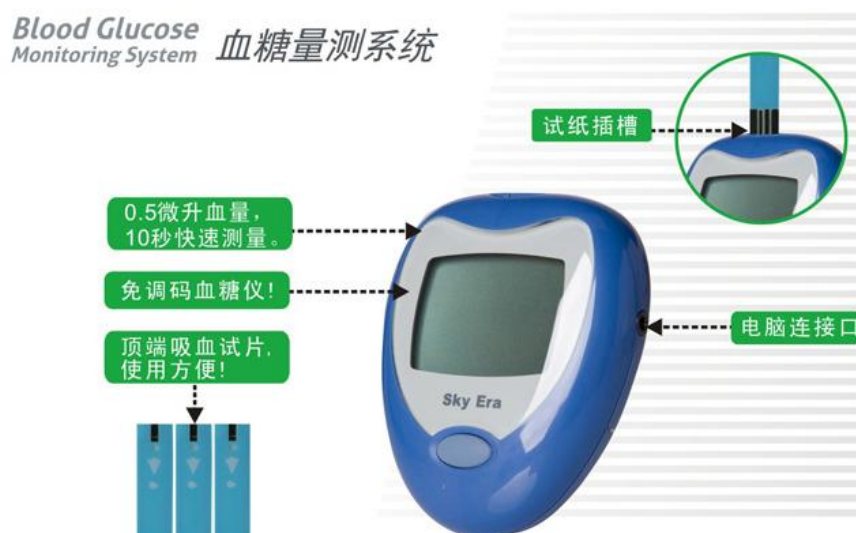 Blood Glucose
Monitoring System 血糖量测系统
试纸插槽
0.5微升血量，
10秒快速测量。
免调码血糖仪!
电脑连接口
顶端吸血试片,
使用方便!
Sky Era